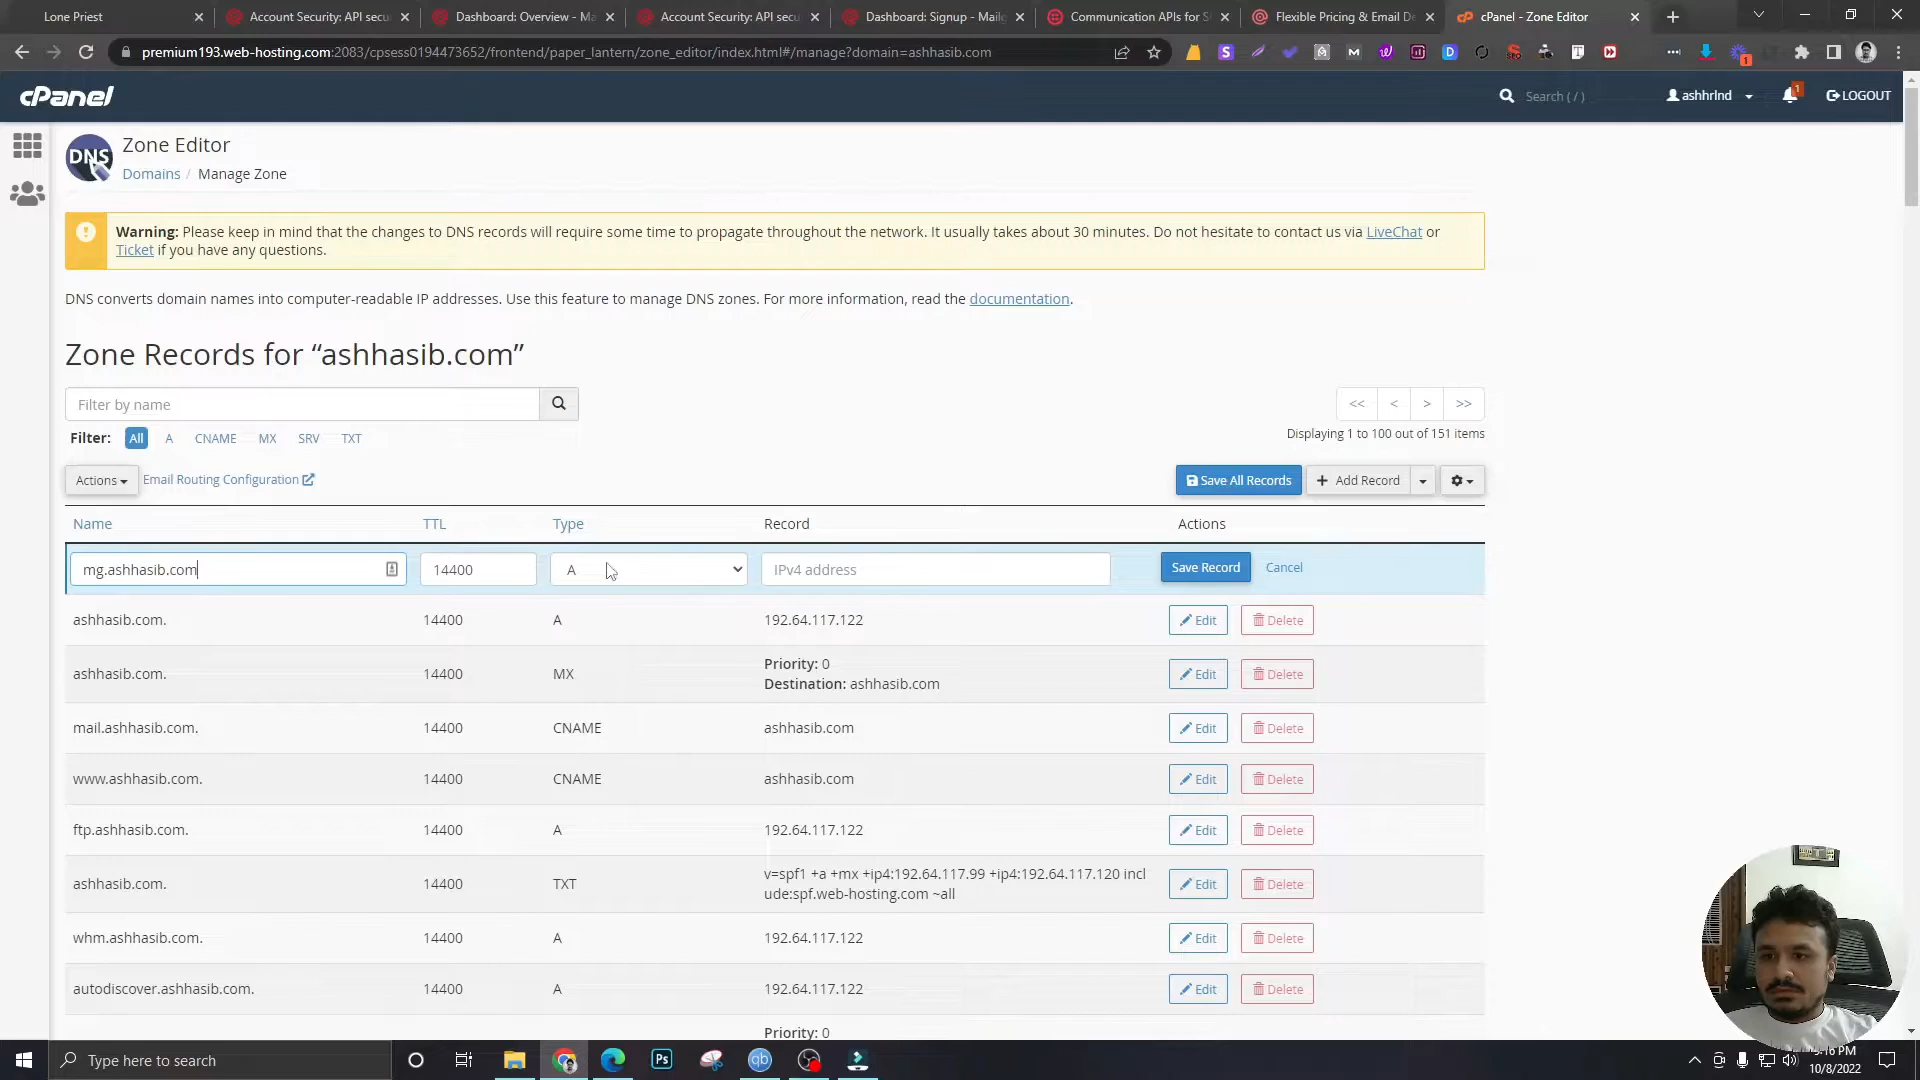 Lone Priest
Account Security: API secu
Dashboard: Overview - Ma
Account Security: API secu
Dashboard: Signup - Mailg
Communication APIs for S
Flexible Pricing & Email De
cPanel - Zone Editor
premium193.web-hosting.com:2083/cpsess0194473652/frontend/paper_lantern/zone_editor/index.html#/manage?domain=ashhasib.com
cPanel
Search ( / )
ashhrlnd
1
LOGOUT
DNS
Zone Editor
Domains / Manage Zone
Warning: Please keep in mind that the changes to DNS records will require some time to propagate throughout the network. It usually takes about 30 minutes. Do not hesitate to contact us via LiveChat or
Ticket if you have any questions.
DNS converts domain names into computer-readable IP addresses. Use this feature to manage DNS zones. For more information, read the documentation.
Zone Records for “ashhasib.com”
Filter by name
<< < > >>
Filter: All A CNAME MX SRV TXT
Displaying 1 to 100 out of 151 items
Actions Email Routing Configuration
Save All Records + Add Record
Name TTL Type Record Actions
mg.ashhasib.com 14400 A IPv4 address Save Record Cancel
ashhasib.com. 14400 A 192.64.117.122 Edit Delete
ashhasib.com. 14400 MX Priority: 0
Destination: ashhasib.com Edit Delete
mail.ashhasib.com. 14400 CNAME ashhasib.com Edit Delete
www.ashhasib.com. 14400 CNAME ashhasib.com Edit Delete
ftp.ashhasib.com. 14400 A 192.64.117.122 Edit Delete
ashhasib.com. 14400 TXT v=spf1 +a +mx +ip4:192.64.117.99 +ip4:192.64.117.120 incl
ude:spf.web-hosting.com ~all Edit Delete
whm.ashhasib.com. 14400 A 192.64.117.122 Edit Delete
autodiscover.ashhasib.com. 14400 A 192.64.117.122 Edit Delete
Priority: 0
Type here to search
Ps
qb
PM
10/8/2022